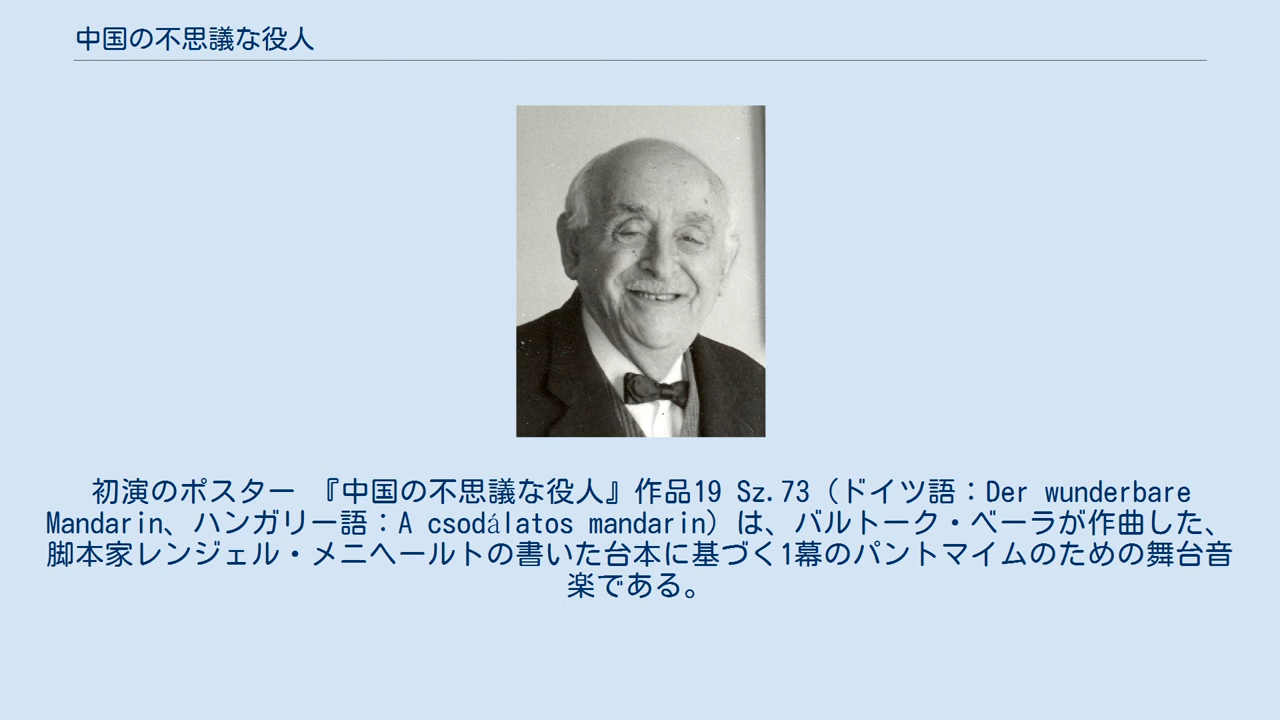 中国の不思議な役人
初演のポスター 『中国の不思議な役人』作品19 Sz.73（ドイツ語：Der wunderbare
Mandarin、ハンガリー語：A csodálatos mandarin）は、バルトーク・ベーラが作曲した、
脚本家レンジェル・メニヘールトの書いた台本に基づく1幕のパントマイムのための舞台音
楽である。